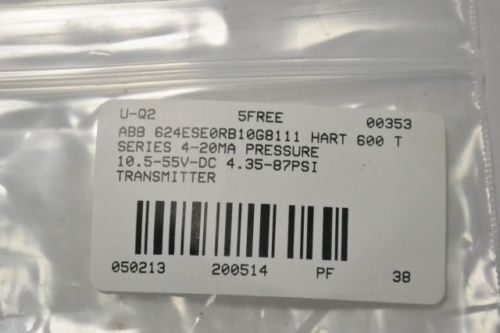 U-Q2 5FREE 00353
ABB 624ESE0RB10G8111 HART 600 T
SERIES 4-20MA PRESSURE
10.5-55V-DC 4.35-87PSI
TRANSMITTER
050213 200514 PF 38